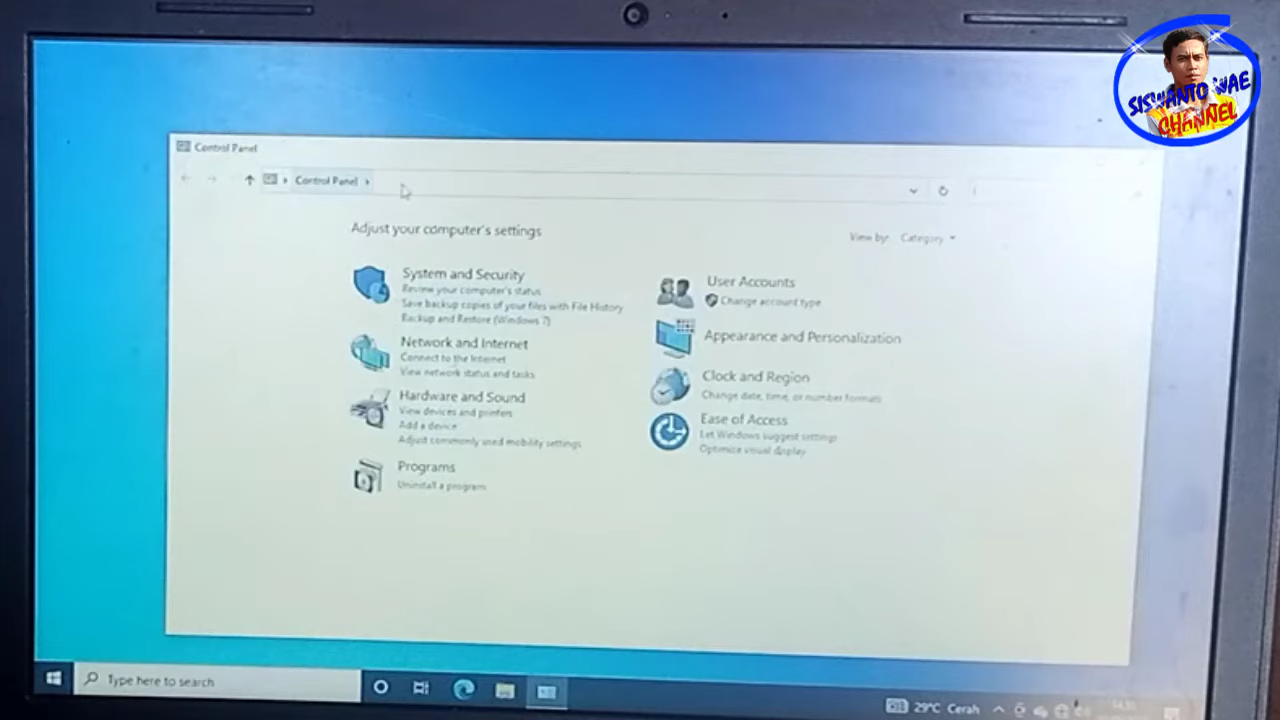 SISWANTO WAE
CHANNEL
Control Panel
Control Panel
Adjust your computer's settings
View by: Category
System and Security
Review your computer's status
Save backup copies of your files with File History
Backup and Restore (Windows 7)
Network and Internet
Connect to the Internet
View network status and tasks
Hardware and Sound
View devices and printers
Add a device
Adjust commonly used mobility settings
Programs
Uninstall a program
User Accounts
Change account type
Appearance and Personalization
Clock and Region
Change date, time, or number formats
Ease of Access
Let Windows suggest settings
Optimize visual display
Type here to search
29°C Cerah